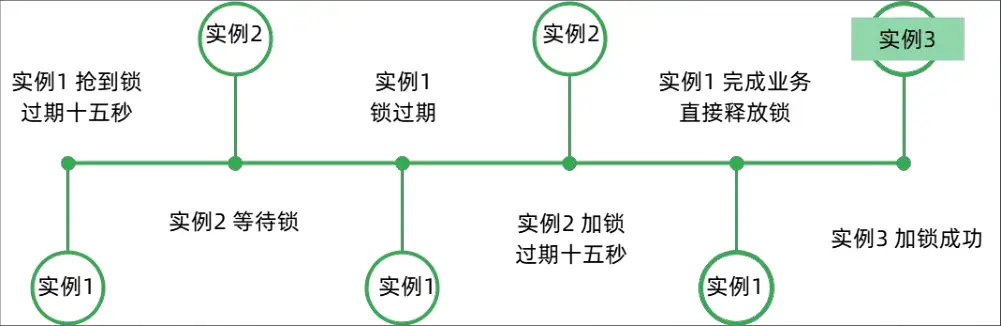 实例2
实例2
实例3
实例1 抢到锁
过期十五秒
实例1
锁过期
实例1 完成业务
直接释放锁
实例2 等待锁
实例2 加锁
过期十五秒
实例3 加锁成功
实例1
实例1
实例1